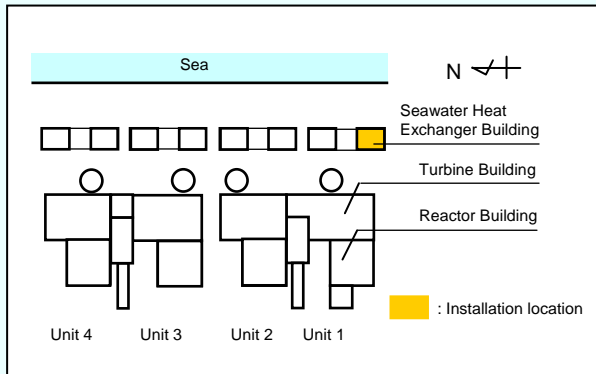 Sea
N
Seawater Heat
Exchanger Building
Turbine Building
Reactor Building
: Installation location
Unit 4
Unit 3
Unit 2
Unit 1